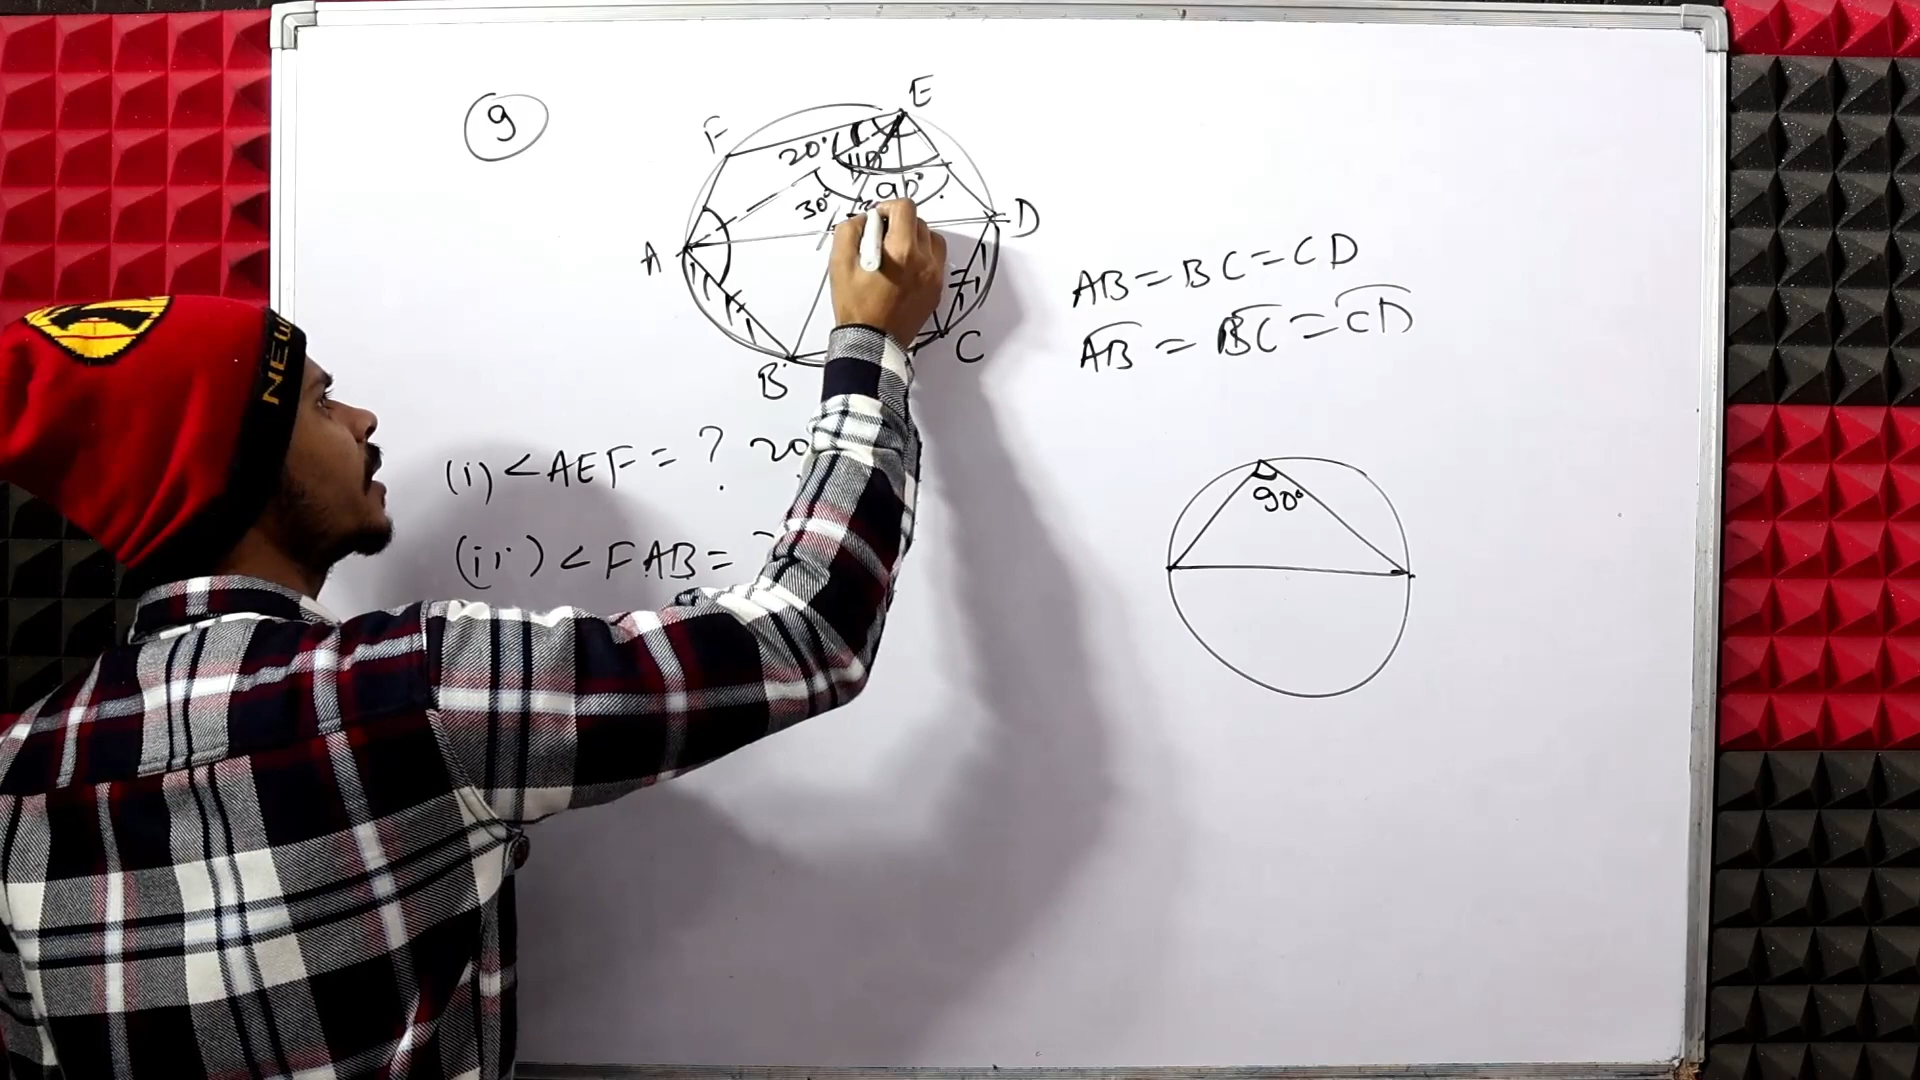 9
E
F
20°
110°
90°
30°
A
D
B
C
AB = BC = CD
AB = BC = CD
(i) <AEF = ? 20
(ii) <FAB = ?
90°
NEW